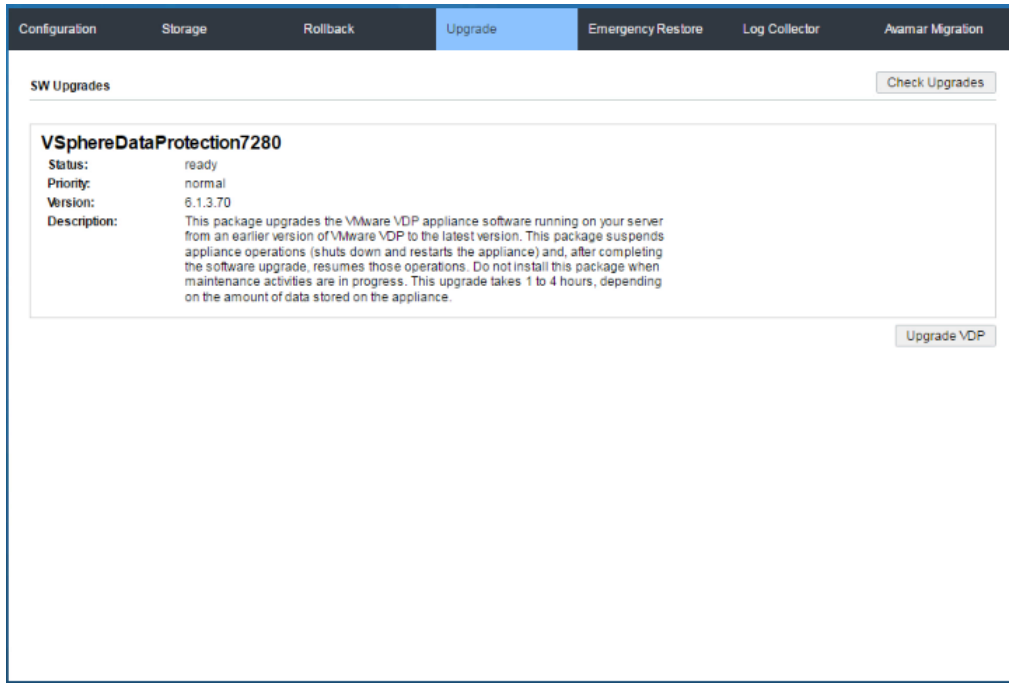 Configuration Storage Rollback Upgrade Emergency Restore Log Collector Avamar Migration
SW Upgrades Check Upgrades
VSphereDataProtection7280
Status: ready
Priority: normal
Version: 6.1.3.70
Description: This package upgrades the VMware VDP appliance software running on your server
from an earlier version of VMware VDP to the latest version. This package suspends
appliance operations (shuts down and restarts the appliance) and, after completing
the software upgrade, resumes those operations. Do not install this package when
maintenance activities are in progress. This upgrade takes 1 to 4 hours, depending
on the amount of data stored on the appliance.
Upgrade VDP